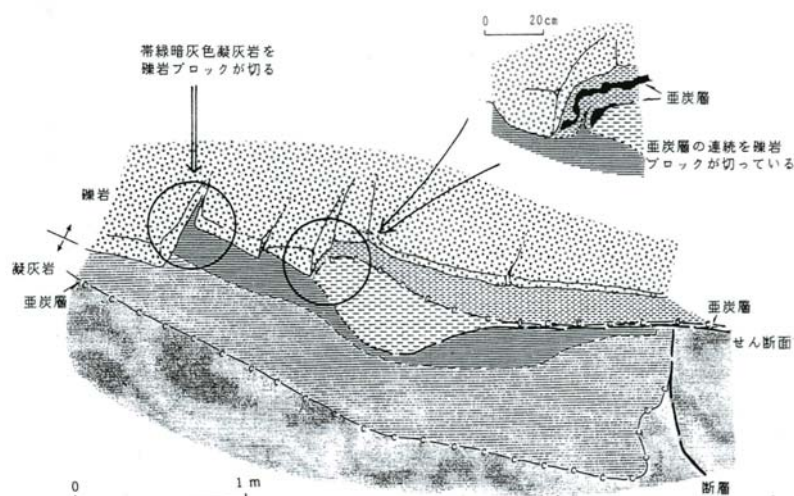 0 20cm
帯緑暗灰色凝灰岩を
礫岩ブロックが切る
亜炭層
亜炭層の連続を礫岩
ブロックが切っている
礫岩
凝灰岩
亜炭層
亜炭層
せん断面
断層
0 1m